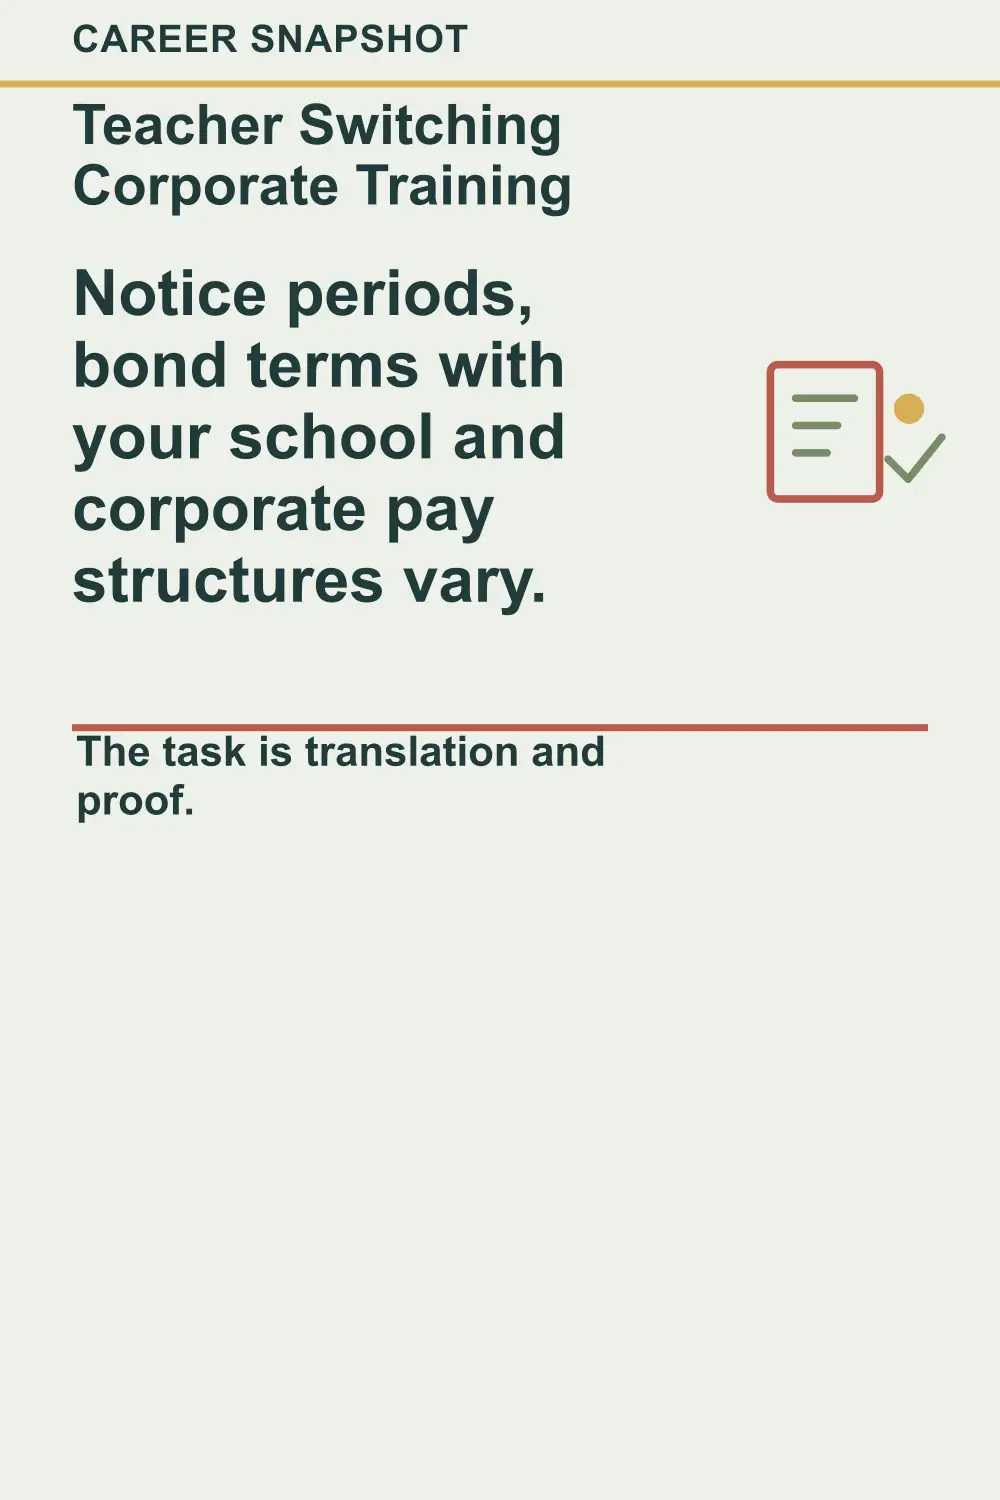 CAREER SNAPSHOT
Teacher Switching
Corporate Training
Notice periods,
bond terms with
your school and
corporate pay
structures vary.
The task is translation and
proof.